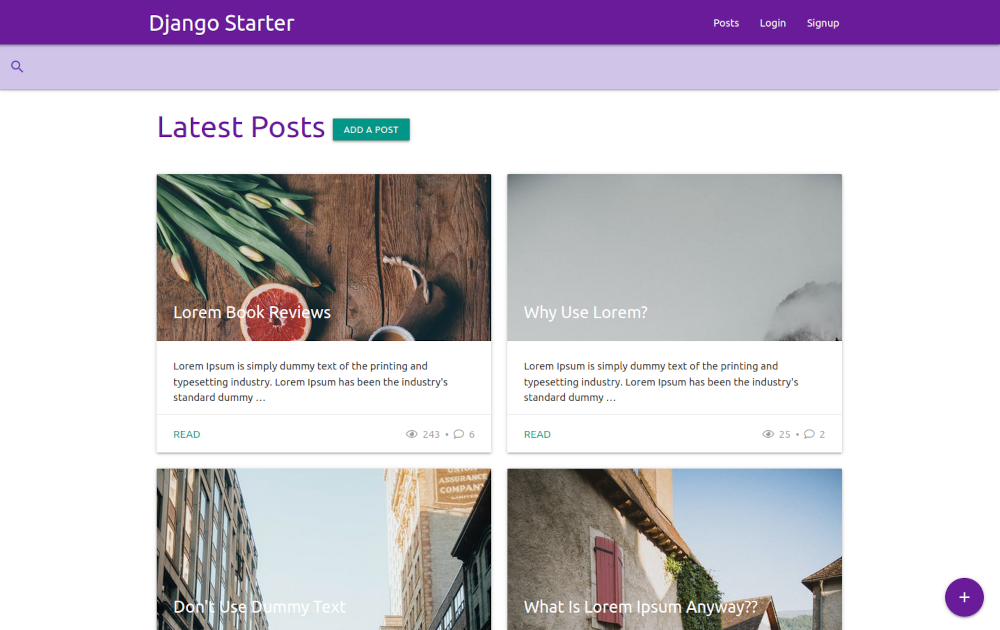 Django Starter
Posts Login Signup
Latest Posts ADD A POST
Lorem Book Reviews
Lorem Ipsum is simply dummy text of the printing and
typesetting industry. Lorem Ipsum has been the industry's
standard dummy …
READ 243 • 6
Why Use Lorem?
Lorem Ipsum is simply dummy text of the printing and
typesetting industry. Lorem Ipsum has been the industry's
standard dummy …
READ 25 • 2
ASSURANCE
COMPANY
Don't Use Dummy Text
What Is Lorem Ipsum Anyway??
+